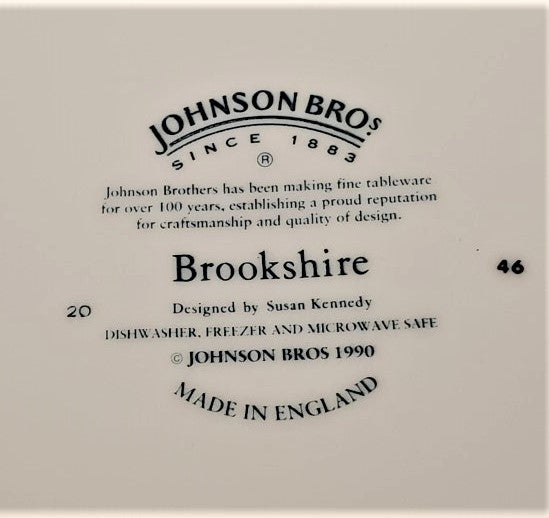 JOHNSON BROS
SINCE 1883
®
Johnson Brothers has been making fine tableware
for over 100 years, establishing a proud reputation
for craftsmanship and quality of design.
Brookshire
46
20
Designed by Susan Kennedy
DISHWASHER, FREEZER AND MICROWAVE SAFE
© JOHNSON BROS 1990
MADE IN ENGLAND